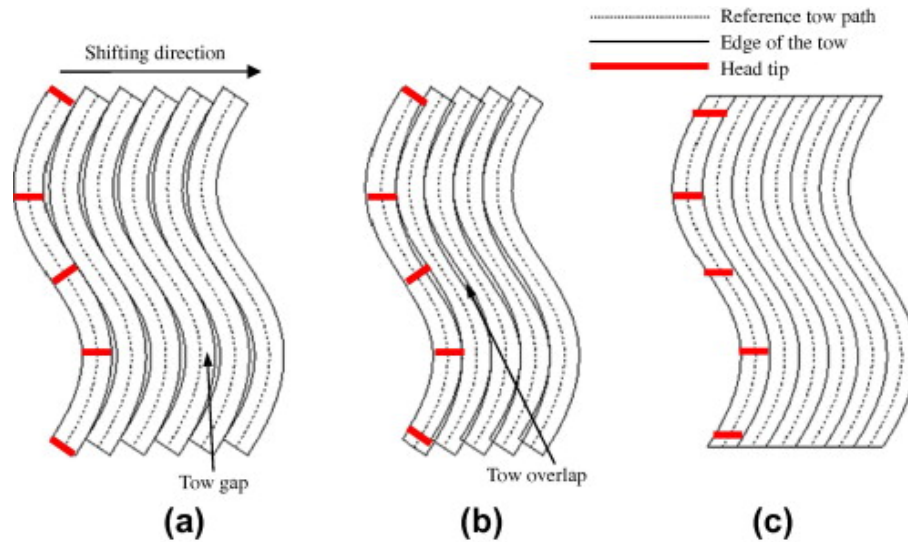 Shifting direction
Reference tow path
Edge of the tow
Head tip
Tow gap
Tow overlap
(a)
(b)
(c)